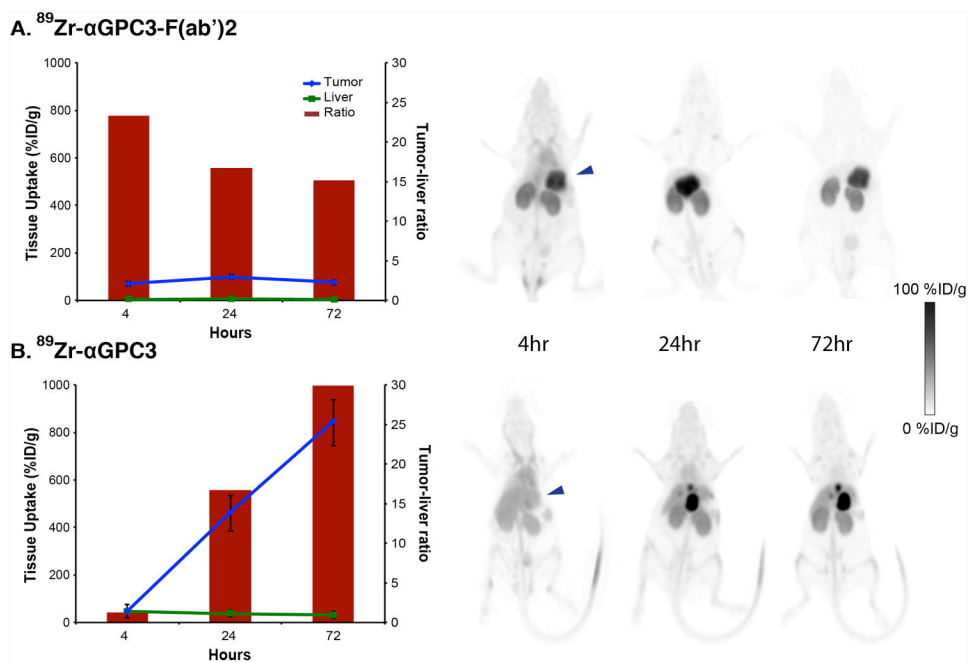 A. ⁸⁹Zr-αGPC3-F(ab')2
Tissue Uptake (%ID/g)
1000
800
600
400
200
0
Tumor
Liver
Ratio
30
25
20
15
10
5
0
Tumor-liver ratio
4 24 72
Hours
100 %ID/g
0 %ID/g
4hr 24hr 72hr
B. ⁸⁹Zr-αGPC3
Tissue Uptake (%ID/g)
1000
800
600
400
200
0
30
25
20
15
10
5
0
Tumor-liver ratio
4 24 72
Hours